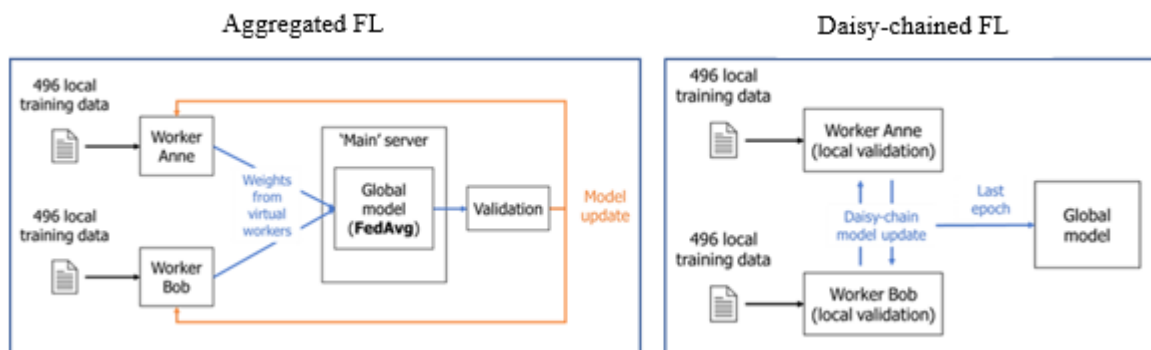 Aggregated FL
496 local
training data
Worker
Anne
496 local
training data
Worker
Bob
Weights
from
virtual
workers
'Main' server
Global
model
(FedAvg)
Validation
Model
update
Daisy-chained FL
496 local
training data
Worker Anne
(local validation)
Daisy-chain
model update
496 local
training data
Worker Bob
(local validation)
Last
epoch
Global
model